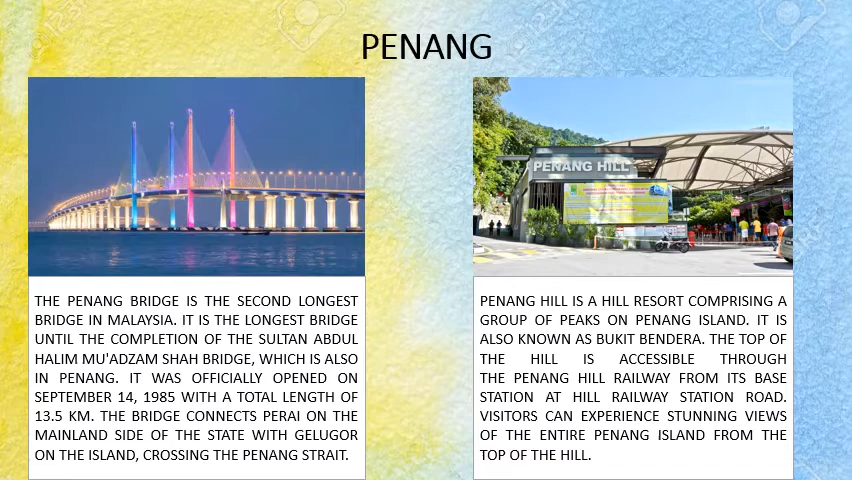 PENANG
THE PENANG BRIDGE IS THE SECOND LONGEST
BRIDGE IN MALAYSIA. IT IS THE LONGEST BRIDGE
UNTIL THE COMPLETION OF THE SULTAN ABDUL
HALIM MU'ADZAM SHAH BRIDGE, WHICH IS ALSO
IN PENANG. IT WAS OFFICIALLY OPENED ON
SEPTEMBER 14, 1985 WITH A TOTAL LENGTH OF
13.5 KM. THE BRIDGE CONNECTS PERAI ON THE
MAINLAND SIDE OF THE STATE WITH GELUGOR
ON THE ISLAND, CROSSING THE PENANG STRAIT.
PENANG HILL
PENANG HILL IS A HILL RESORT COMPRISING A
GROUP OF PEAKS ON PENANG ISLAND. IT IS
ALSO KNOWN AS BUKIT BENDERA. THE TOP OF
THE HILL IS ACCESSIBLE THROUGH
THE PENANG HILL RAILWAY FROM ITS BASE
STATION AT HILL RAILWAY STATION ROAD.
VISITORS CAN EXPERIENCE STUNNING VIEWS
OF THE ENTIRE PENANG ISLAND FROM THE
TOP OF THE HILL.